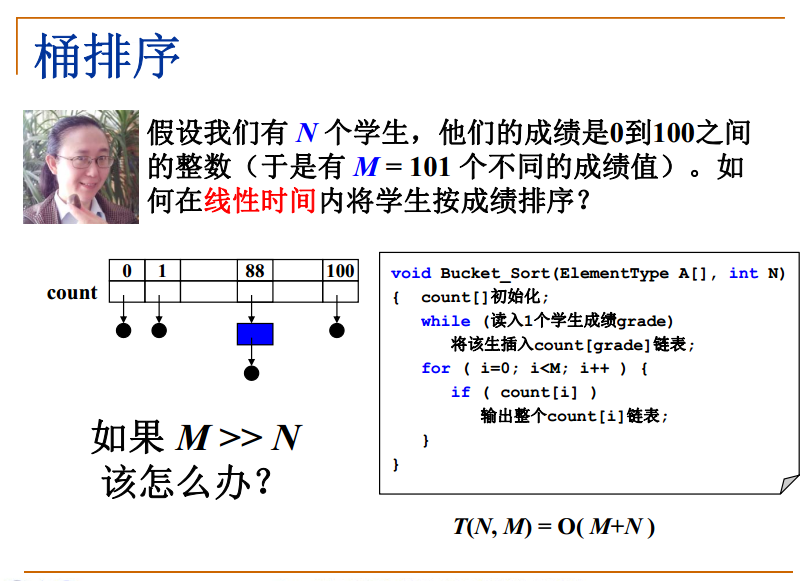 桶排序
假设我们有 N 个学生，他们的成绩是0到100之间
的整数（于是有 M = 101 个不同的成绩值）。如
何在线性时间内将学生按成绩排序？
0 1 88 100
count
void Bucket_Sort(ElementType A[], int N)
{ count[]初始化;
while (读入1个学生成绩grade)
将该生插入count[grade]链表;
for ( i=0; i<M; i++ ) {
if ( count[i] )
输出整个count[i]链表;
}
}
如果 M >> N
该怎么办？
T(N, M) = O( M+N )